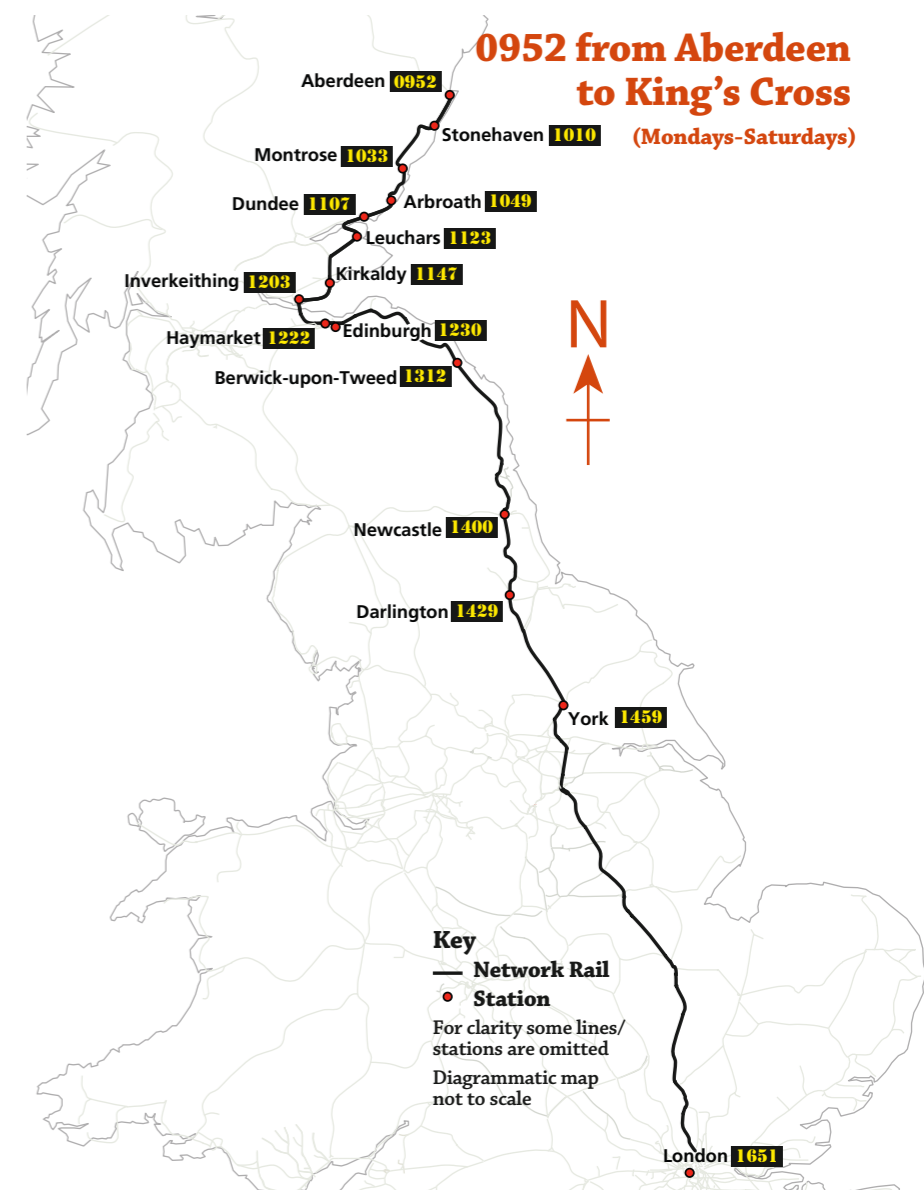 0952 from Aberdeen
to King's Cross
(Mondays-Saturdays)
Aberdeen 0952
Stonehaven 1010
Montrose 1033
Arbroath 1049
Dundee 1107
Leuchars 1123
Kirkaldy 1147
Inverkeithing 1203
Haymarket 1222
Edinburgh 1230
Berwick-upon-Tweed 1312
N
Newcastle 1400
Darlington 1429
York 1459
Key
Network Rail
Station
For clarity some lines/
stations are omitted
Diagrammatic map
not to scale
London 1651